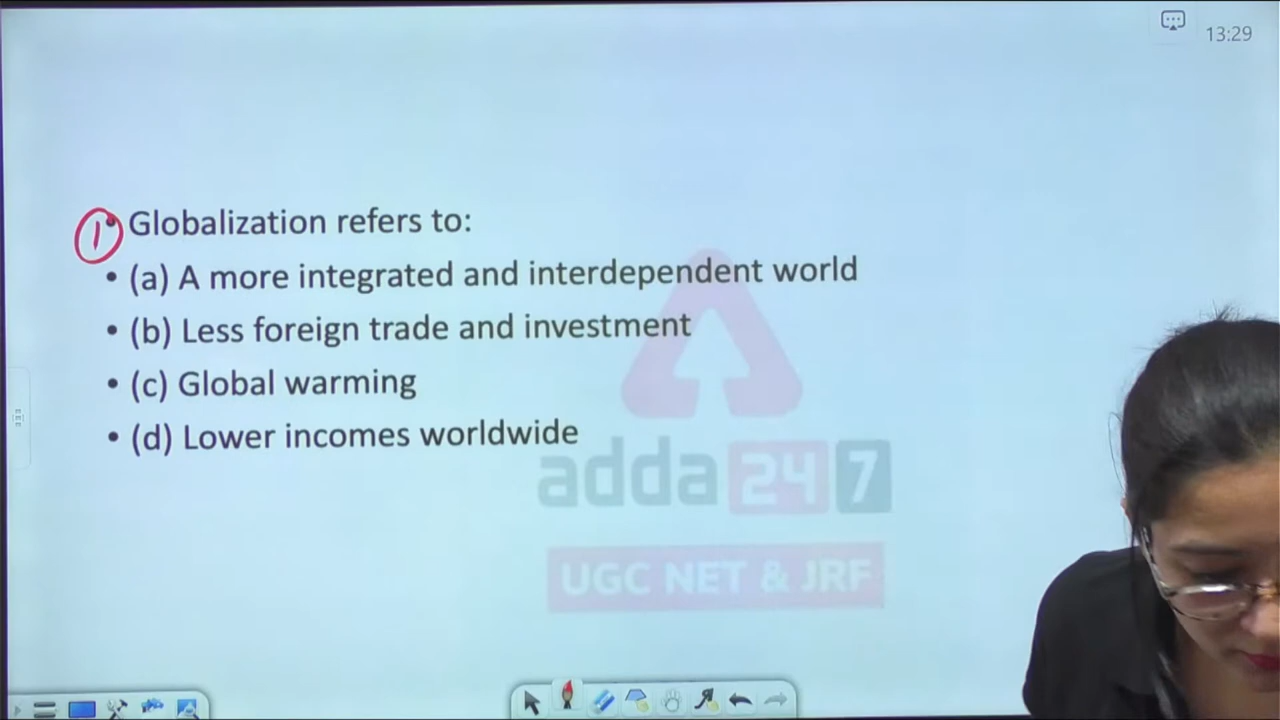 13:29
1 Globalization refers to:
• (a) A more integrated and interdependent world
• (b) Less foreign trade and investment
• (c) Global warming
• (d) Lower incomes worldwide
adda 247
UGC NET & JRF